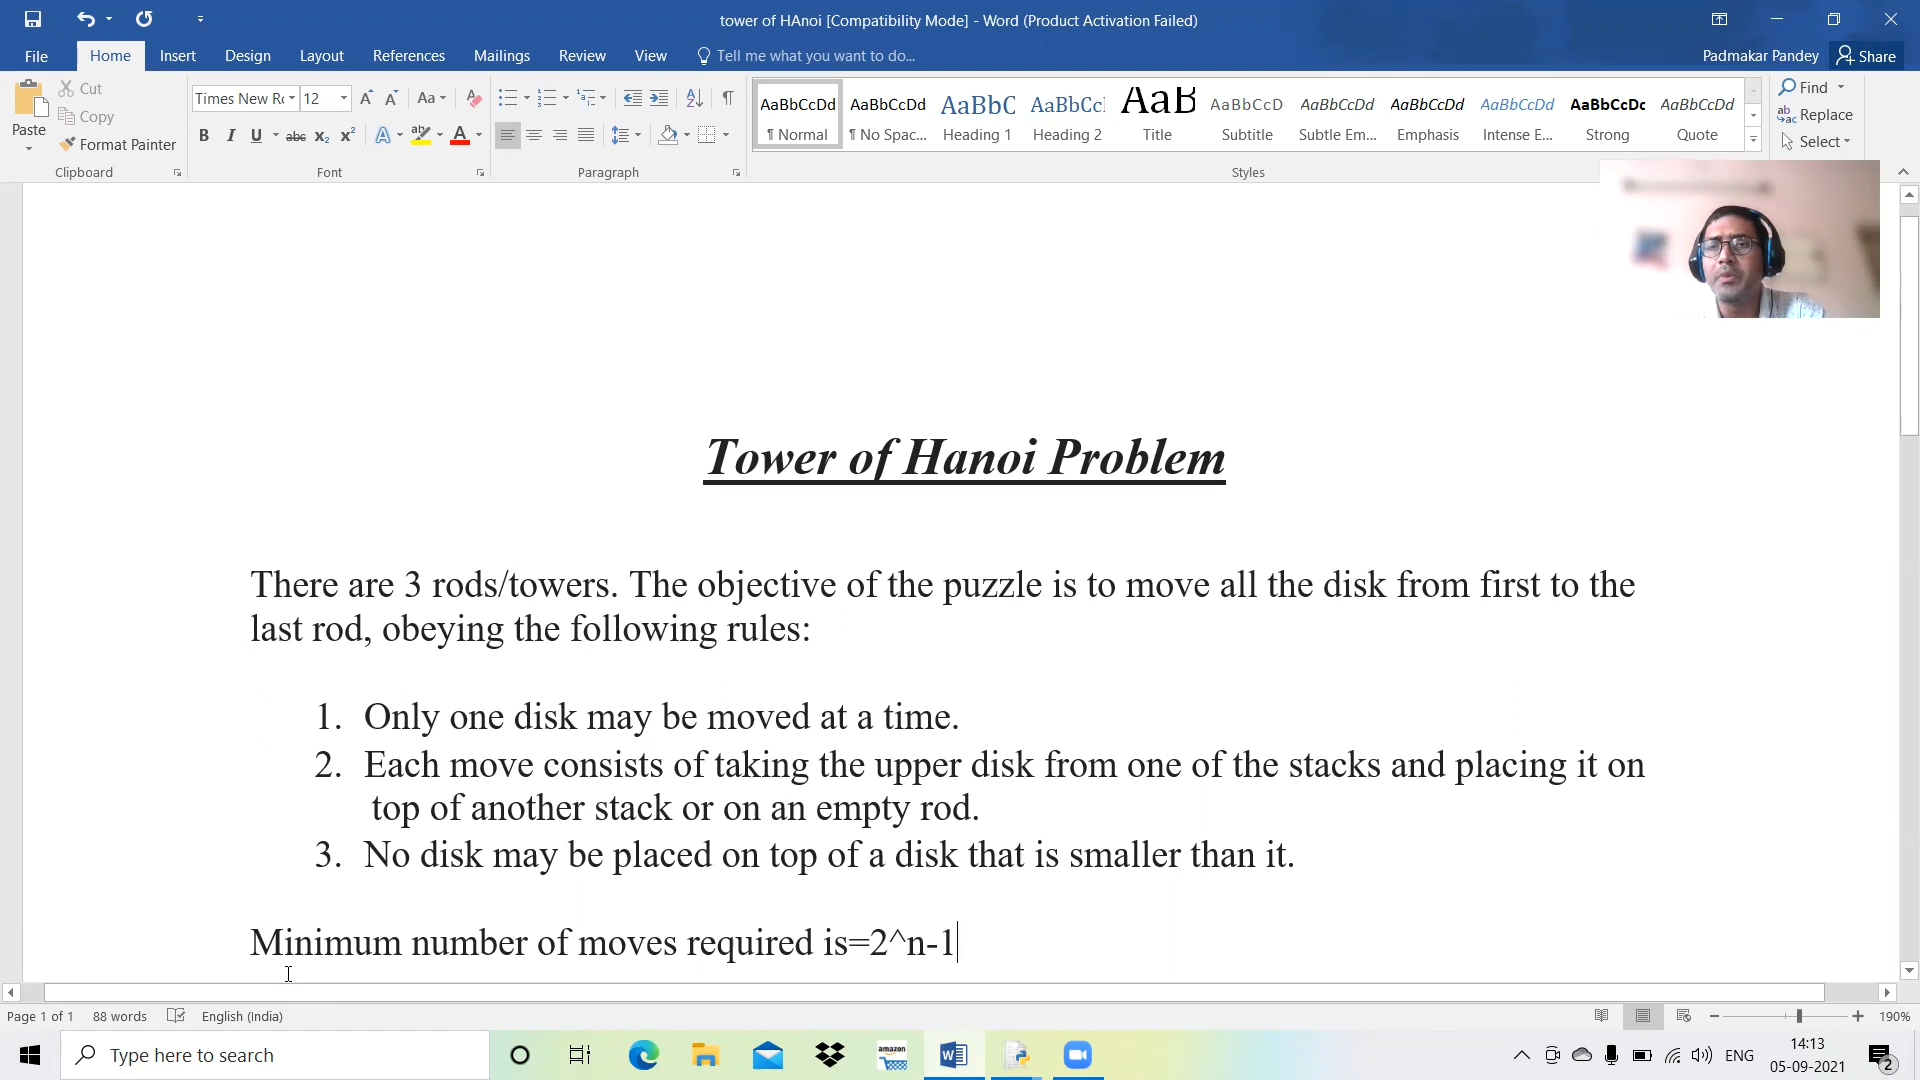 tower of HAnoi [Compatibility Mode] - Word (Product Activation Failed)
File Home Insert Design Layout References Mailings Review View Tell me what you want to do... Padmakar Pandey Share
Paste Cut Copy Format Painter
Times New Ro 12 Aa
B I U abc x₂ x² A ab A
Clipboard Font Paragraph Styles
AaBbCcDd AaBbCcDd AaBbC AaBbCc AaB AaBbCcD AaBbCcDd AaBbCcDd AaBbCcDd AaBbCcDc AaBbCcDd
¶ Normal ¶ No Spac... Heading 1 Heading 2 Title Subtitle Subtle Em... Emphasis Intense E... Strong Quote
Find
Replace
Select
Tower of Hanoi Problem
There are 3 rods/towers. The objective of the puzzle is to move all the disk from first to the
last rod, obeying the following rules:
1. Only one disk may be moved at a time.
2. Each move consists of taking the upper disk from one of the stacks and placing it on
top of another stack or on an empty rod.
3. No disk may be placed on top of a disk that is smaller than it.
Minimum number of moves required is=2^n-1
Page 1 of 1 88 words English (India) 190%
Type here to search amazon ENG 14:13
05-09-2021 2